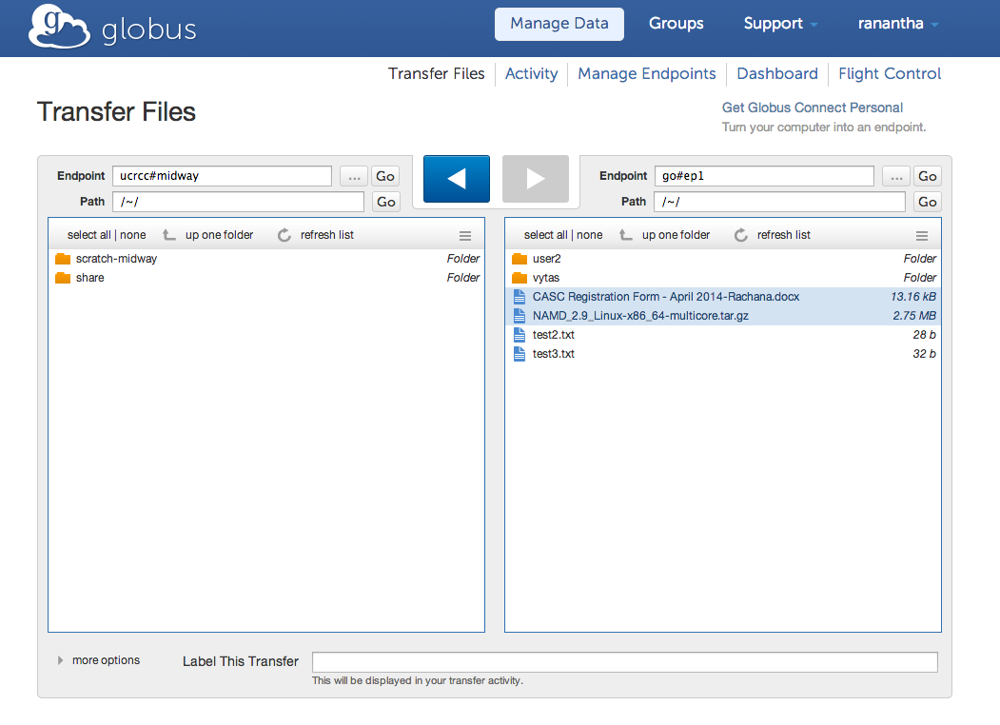 globus
Manage Data Groups Support ranantha
Transfer Files Activity Manage Endpoints Dashboard Flight Control
Transfer Files
Get Globus Connect Personal
Turn your computer into an endpoint.
Endpoint ucrcc#midway ... Go
Path /~/ Go
select all | none up one folder refresh list
scratch-midway Folder
share Folder
Endpoint go#ep1 ... Go
Path /~/ Go
select all | none up one folder refresh list
user2 Folder
vytas Folder
CASC Registration Form - April 2014-Rachana.docx 13.16 kB
NAMD_2.9_Linux-x86_64-multicore.tar.gz 2.75 MB
test2.txt 28 b
test3.txt 32 b
more options Label This Transfer
This will be displayed in your transfer activity.